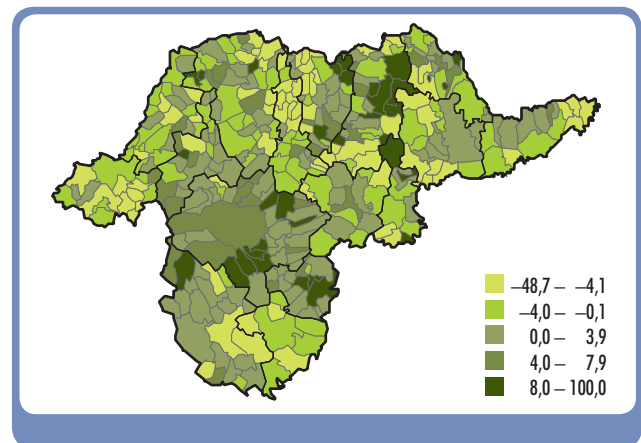 –48,7 – –4,1
–4,0 – –0,1
0,0 – 3,9
4,0 – 7,9
8,0 – 100,0